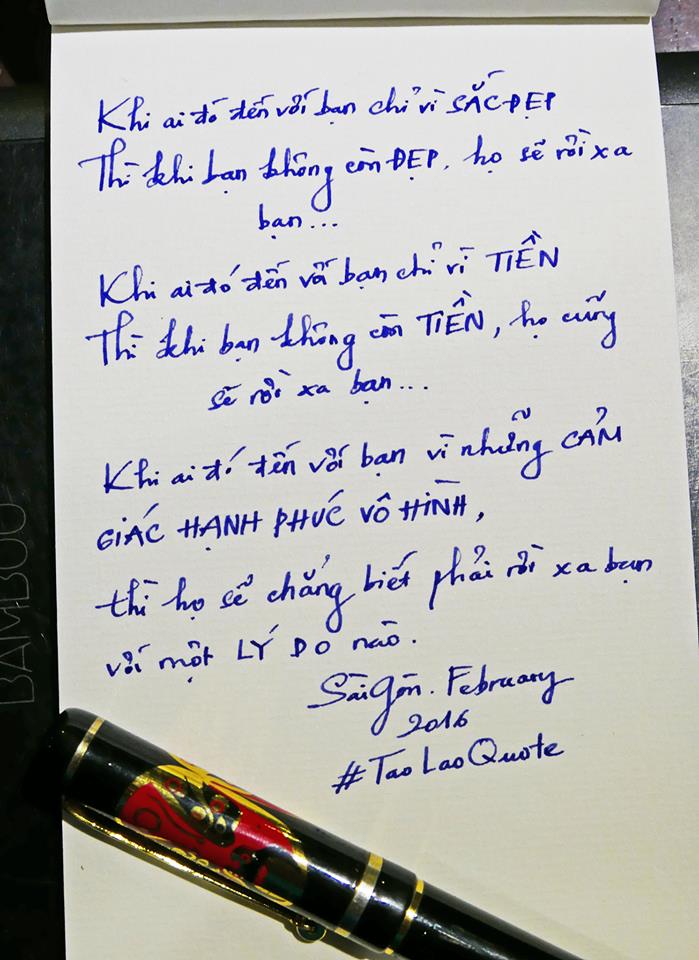 Khi ai đó đến với bạn chỉ vì SẮC ĐẸP
Thì khi bạn không còn ĐẸP, họ sẽ rời xa
bạn...
Khi ai đó đến với bạn chỉ vì TIỀN
Thì khi bạn không còn TIỀN, họ cũng
sẽ rời xa bạn...
Khi ai đó đến với bạn vì những CẢM
GIÁC HẠNH PHÚC VÔ HÌNH,
thì họ sẽ chẳng biết phải rời xa bạn
với một LÝ DO nào.
Sài Gòn. February
2016
#TaoLaoQuote
BAMBOO